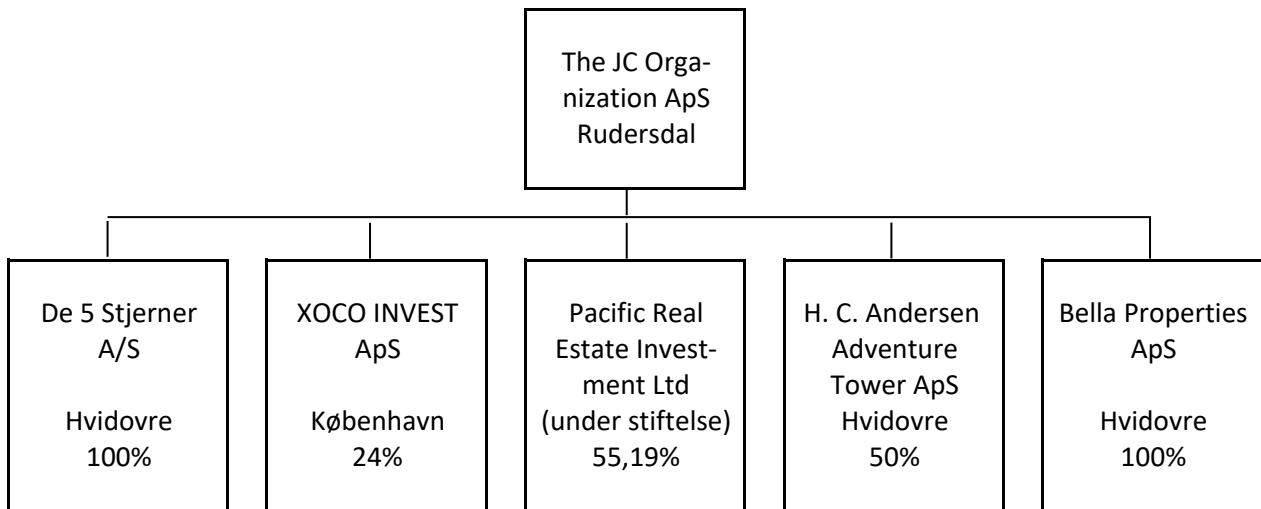 The JC Orga-
nization ApS
Rudersdal
De 5 Stjerner
A/S
Hvidovre
100%
XOCO INVEST
ApS
København
24%
Pacific Real
Estate Invest-
ment Ltd
(under stiftelse)
55,19%
H. C. Andersen
Adventure
Tower ApS
Hvidovre
50%
Bella Properties
ApS
Hvidovre
100%